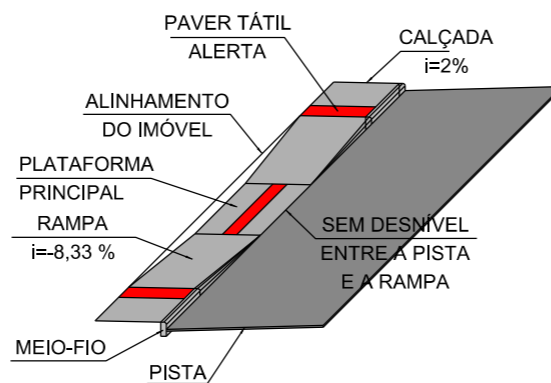 PAVER TÁTIL
ALERTA
CALÇADA
i=2%
ALINHAMENTO
DO IMÓVEL
PLATAFORMA
PRINCIPAL
RAMPA
i=-8,33 %
SEM DESNÍVEL
ENTRE A PISTA
E A RAMPA
MEIO-FIO
PISTA